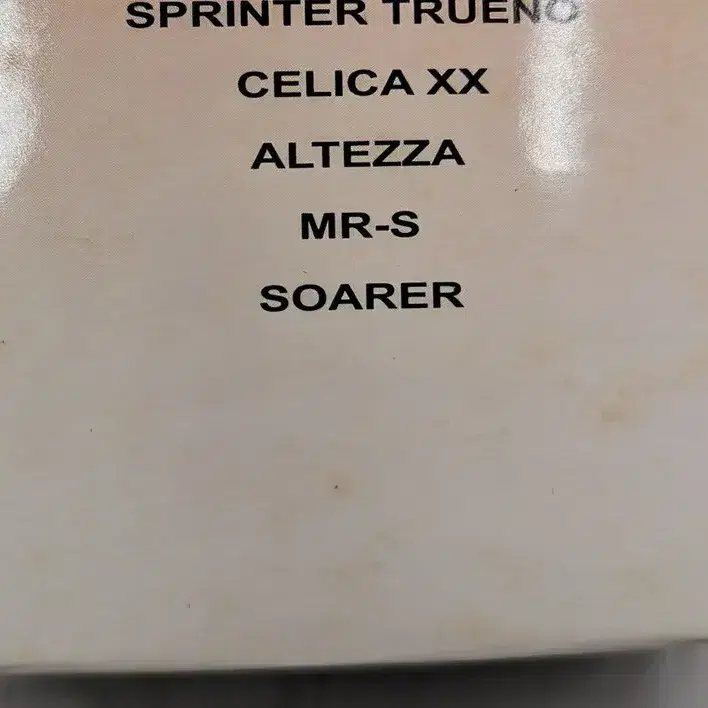 SPRINTER TRUENO
CELICA XX
ALTEZZA
MR-S
SOARER